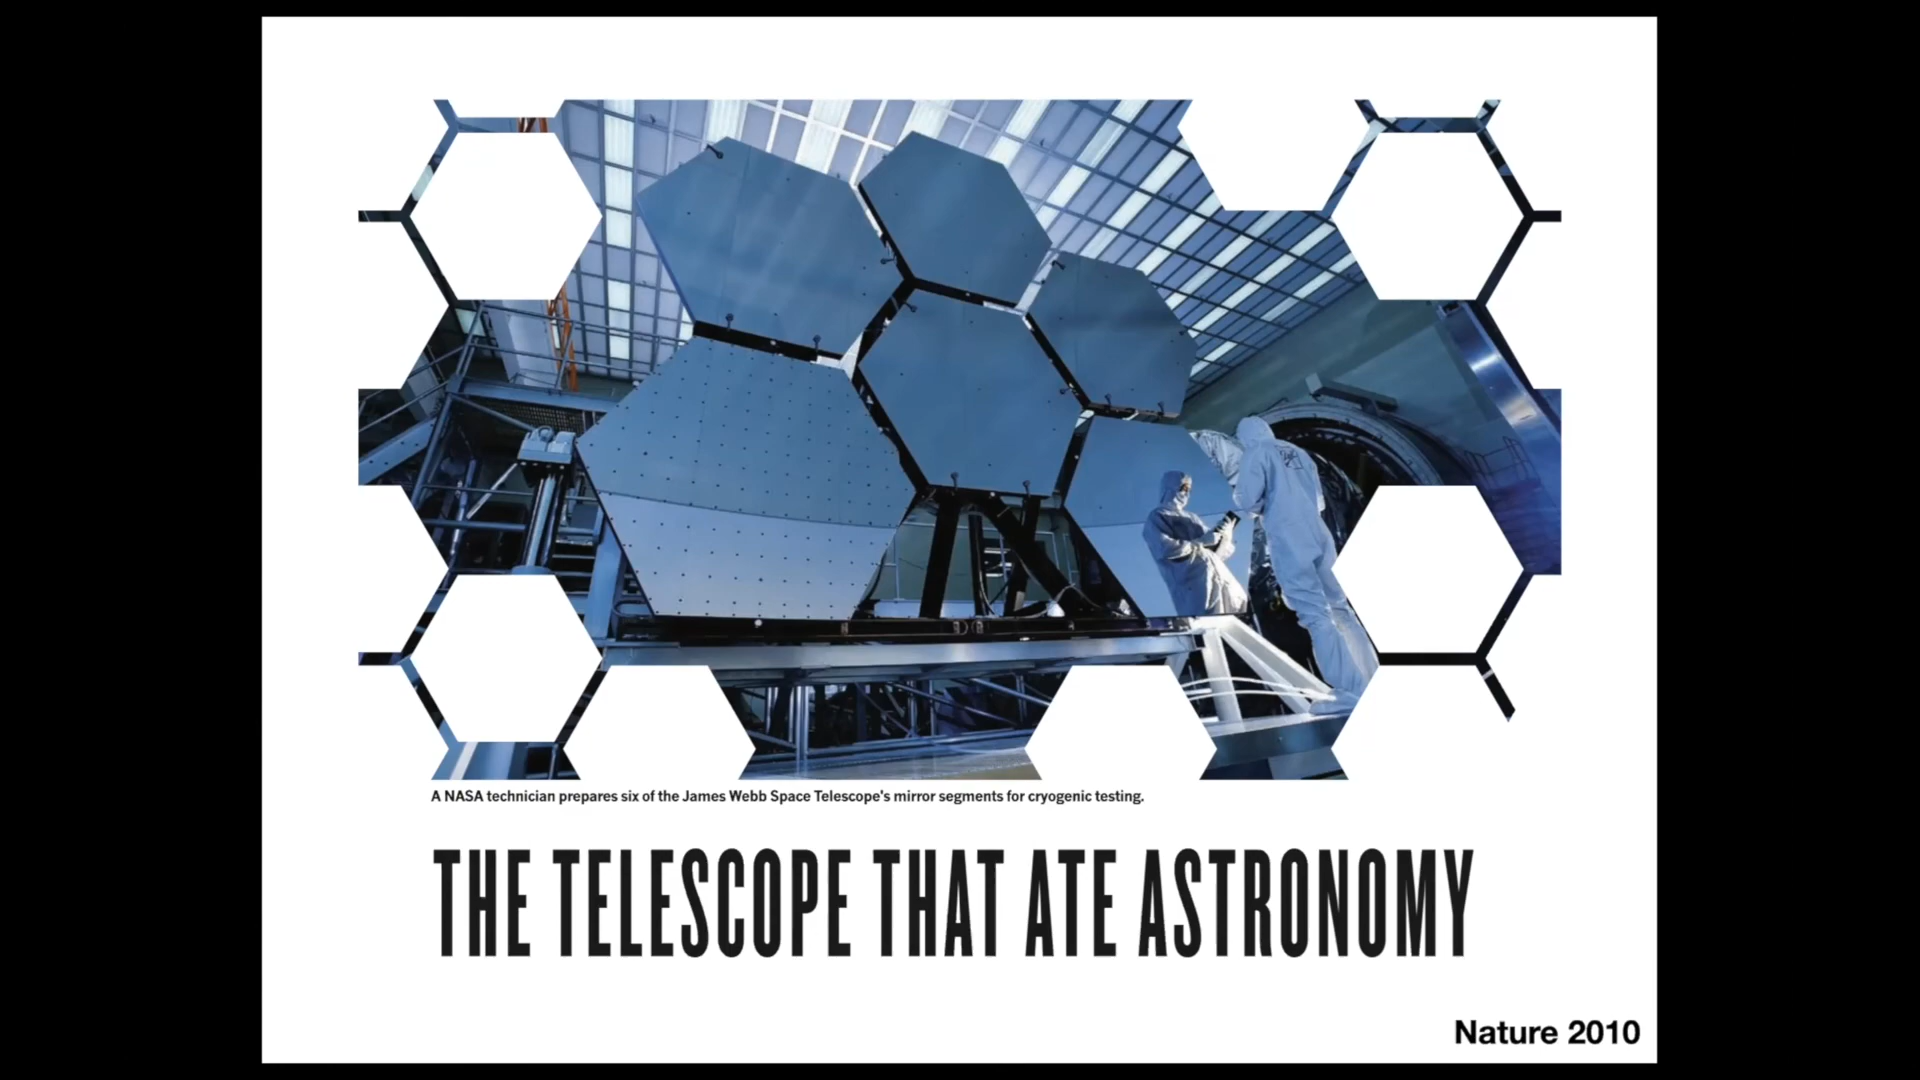 A NASA technician prepares six of the James Webb Space Telescope's mirror segments for cryogenic testing.
THE TELESCOPE THAT ATE ASTRONOMY
Nature 2010